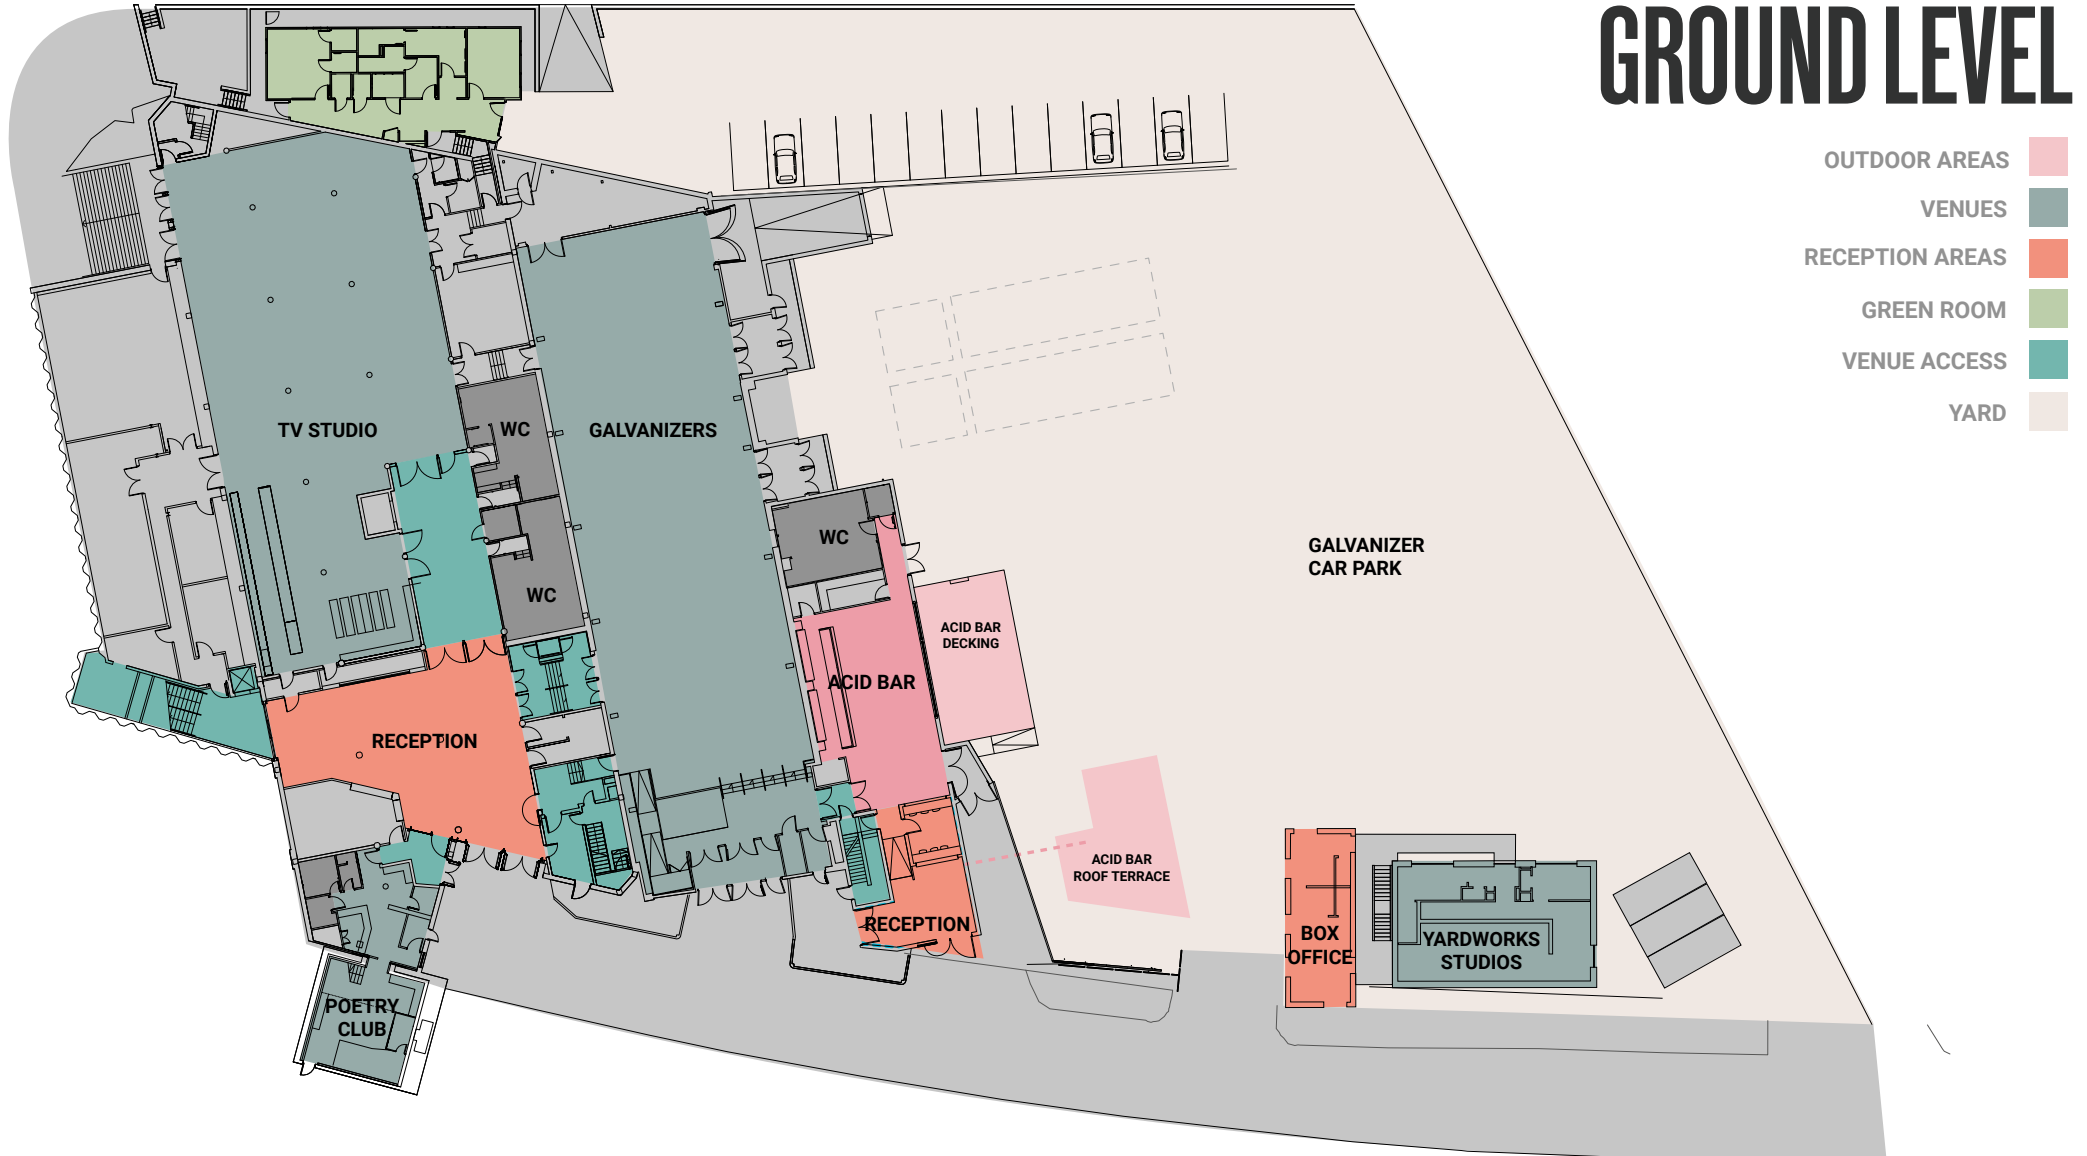 GROUND LEVEL
OUTDOOR AREAS
VENUES
RECEPTION AREAS
GREEN ROOM
VENUE ACCESS
YARD
TV STUDIO
WC
GALVANIZERS
WC
WC
GALVANIZER
CAR PARK
ACID BAR
DECKING
ACID BAR
RECEPTION
ACID BAR
ROOF TERRACE
RECEPTION
BOX
OFFICE
YARDWORKS
STUDIOS
POETRY
CLUB